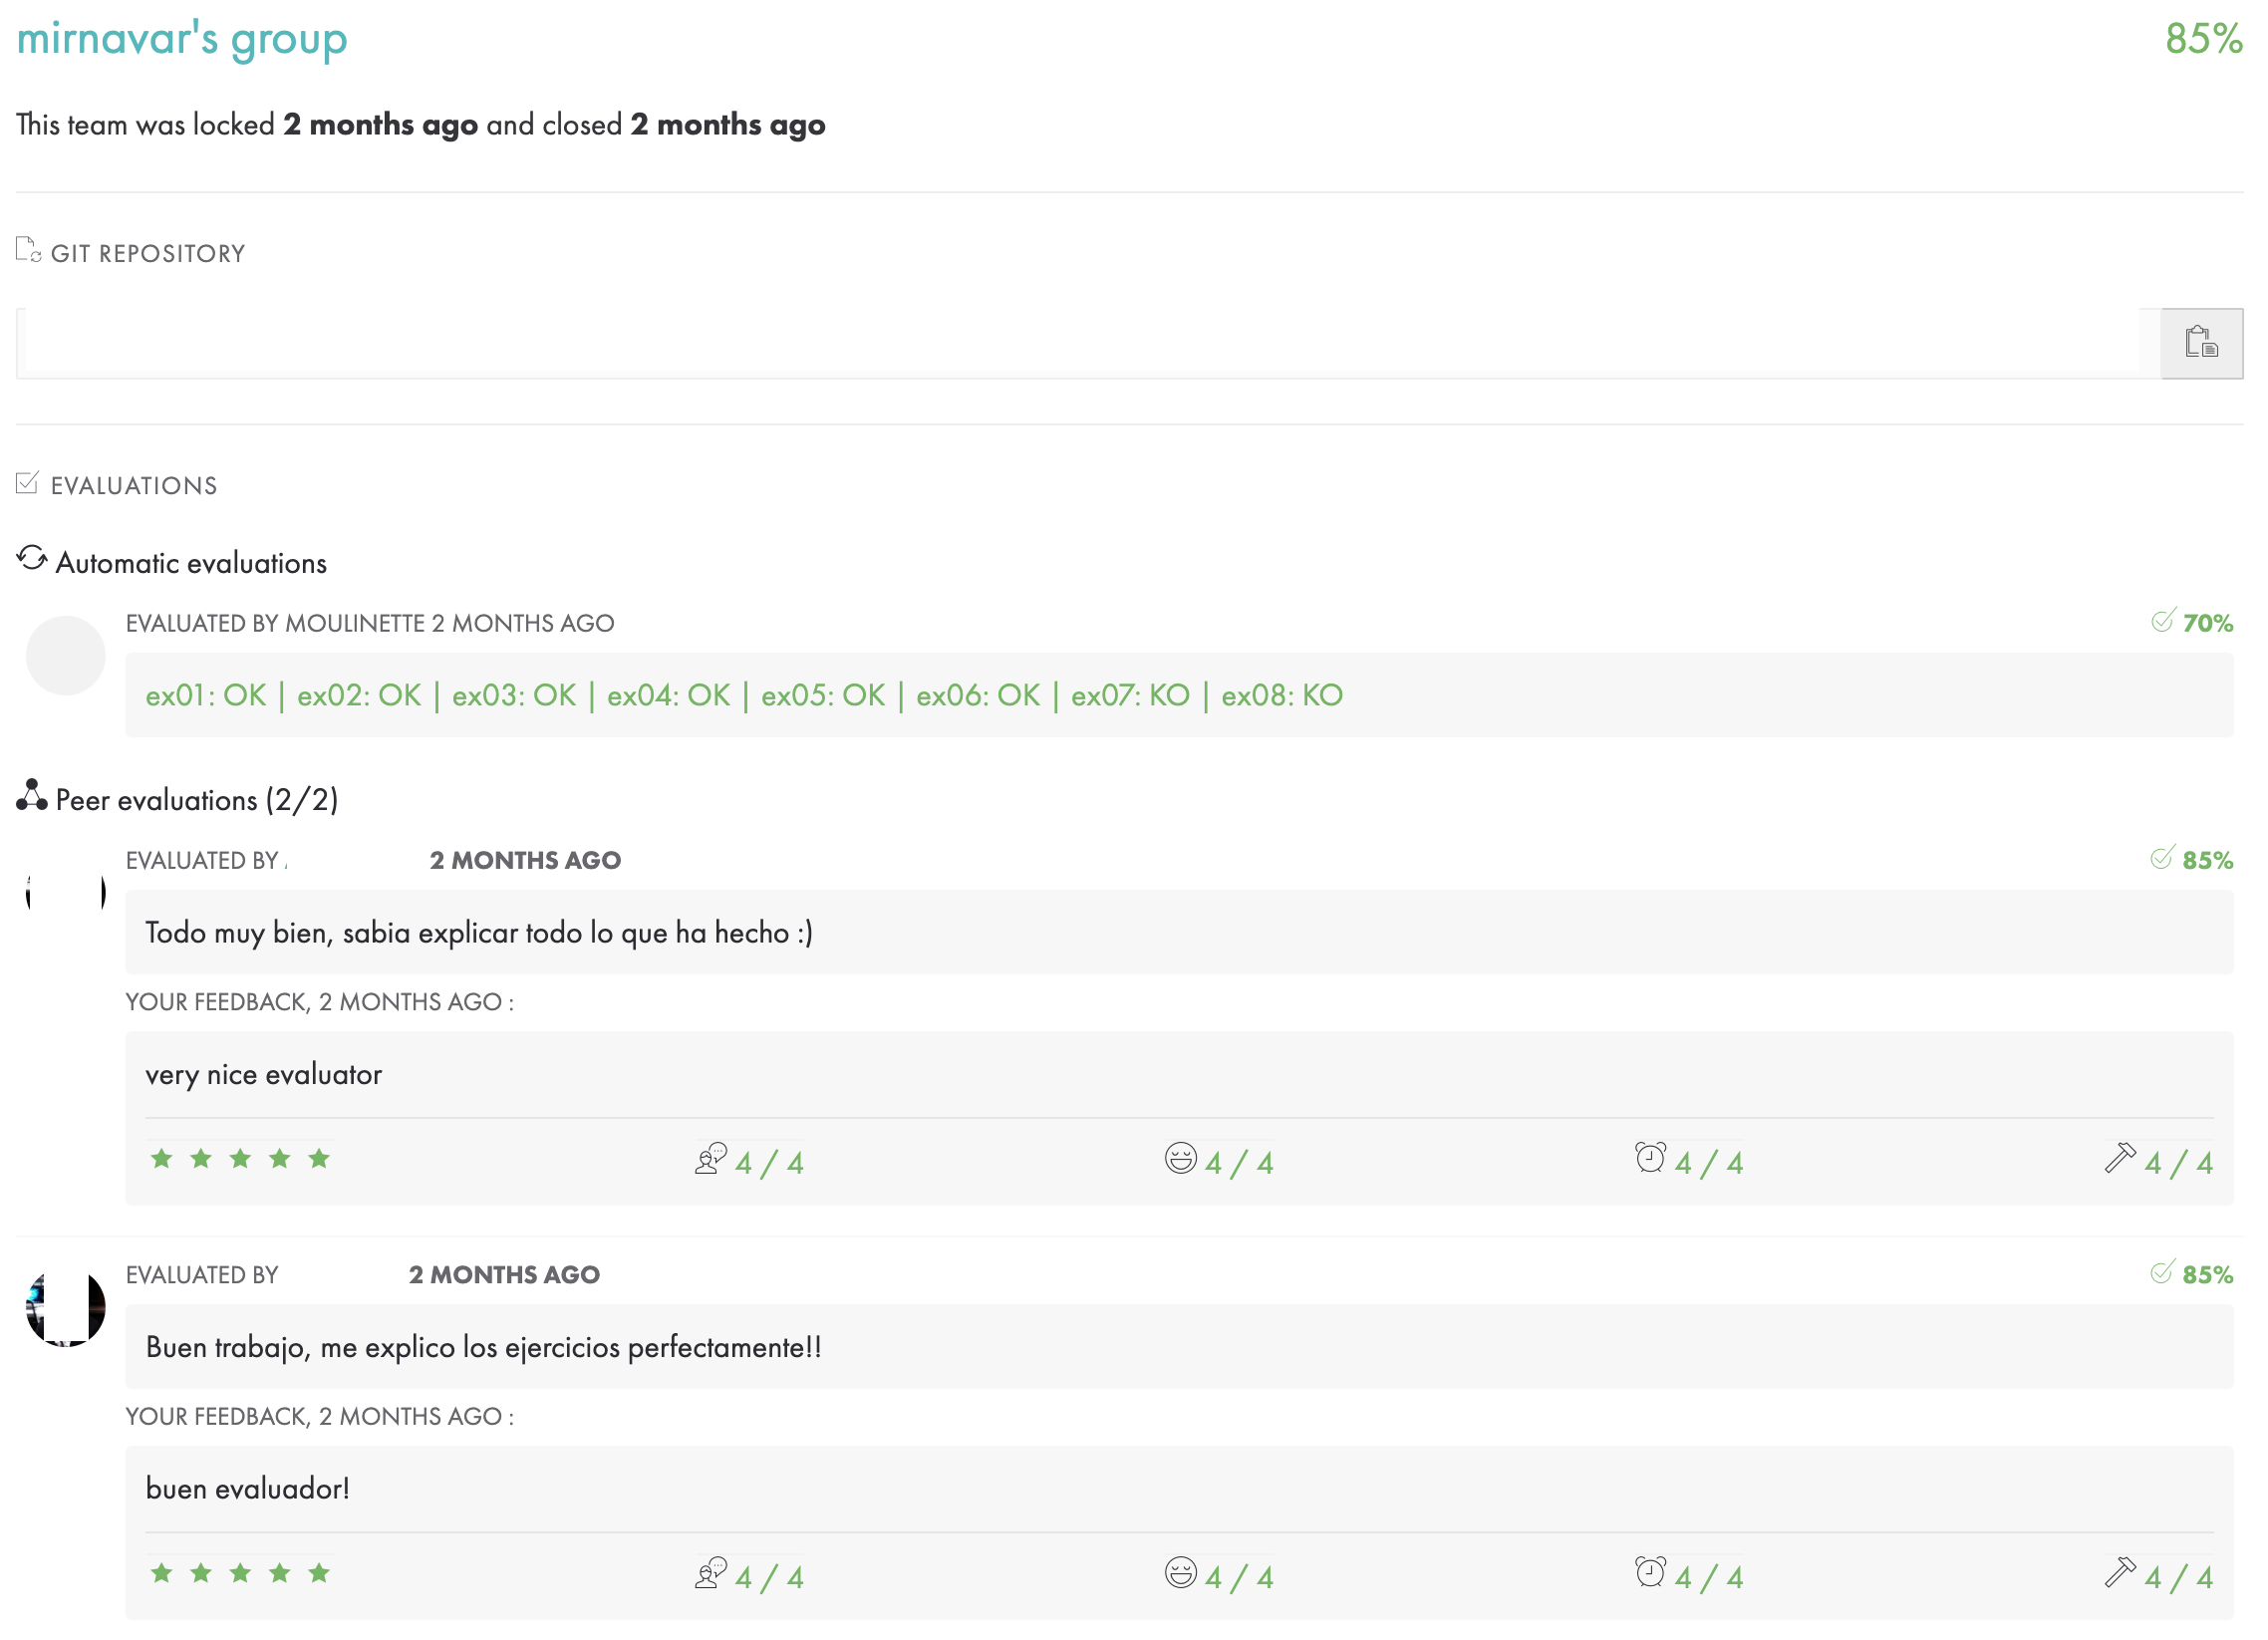 mirnavar's group
85%
This team was locked 2 months ago and closed 2 months ago
GIT REPOSITORY
EVALUATIONS
Automatic evaluations
EVALUATED BY MOULINETTE 2 MONTHS AGO
70%
ex01: OK | ex02: OK | ex03: OK | ex04: OK | ex05: OK | ex06: OK | ex07: KO | ex08: KO
Peer evaluations (2/2)
EVALUATED BY 2 MONTHS AGO
85%
Todo muy bien, sabia explicar todo lo que ha hecho :)
YOUR FEEDBACK, 2 MONTHS AGO :
very nice evaluator
4 / 4 4 / 4 4 / 4 4 / 4
EVALUATED BY 2 MONTHS AGO
85%
Buen trabajo, me explico los ejercicios perfectamente!!
YOUR FEEDBACK, 2 MONTHS AGO :
buen evaluador!
4 / 4 4 / 4 4 / 4 4 / 4